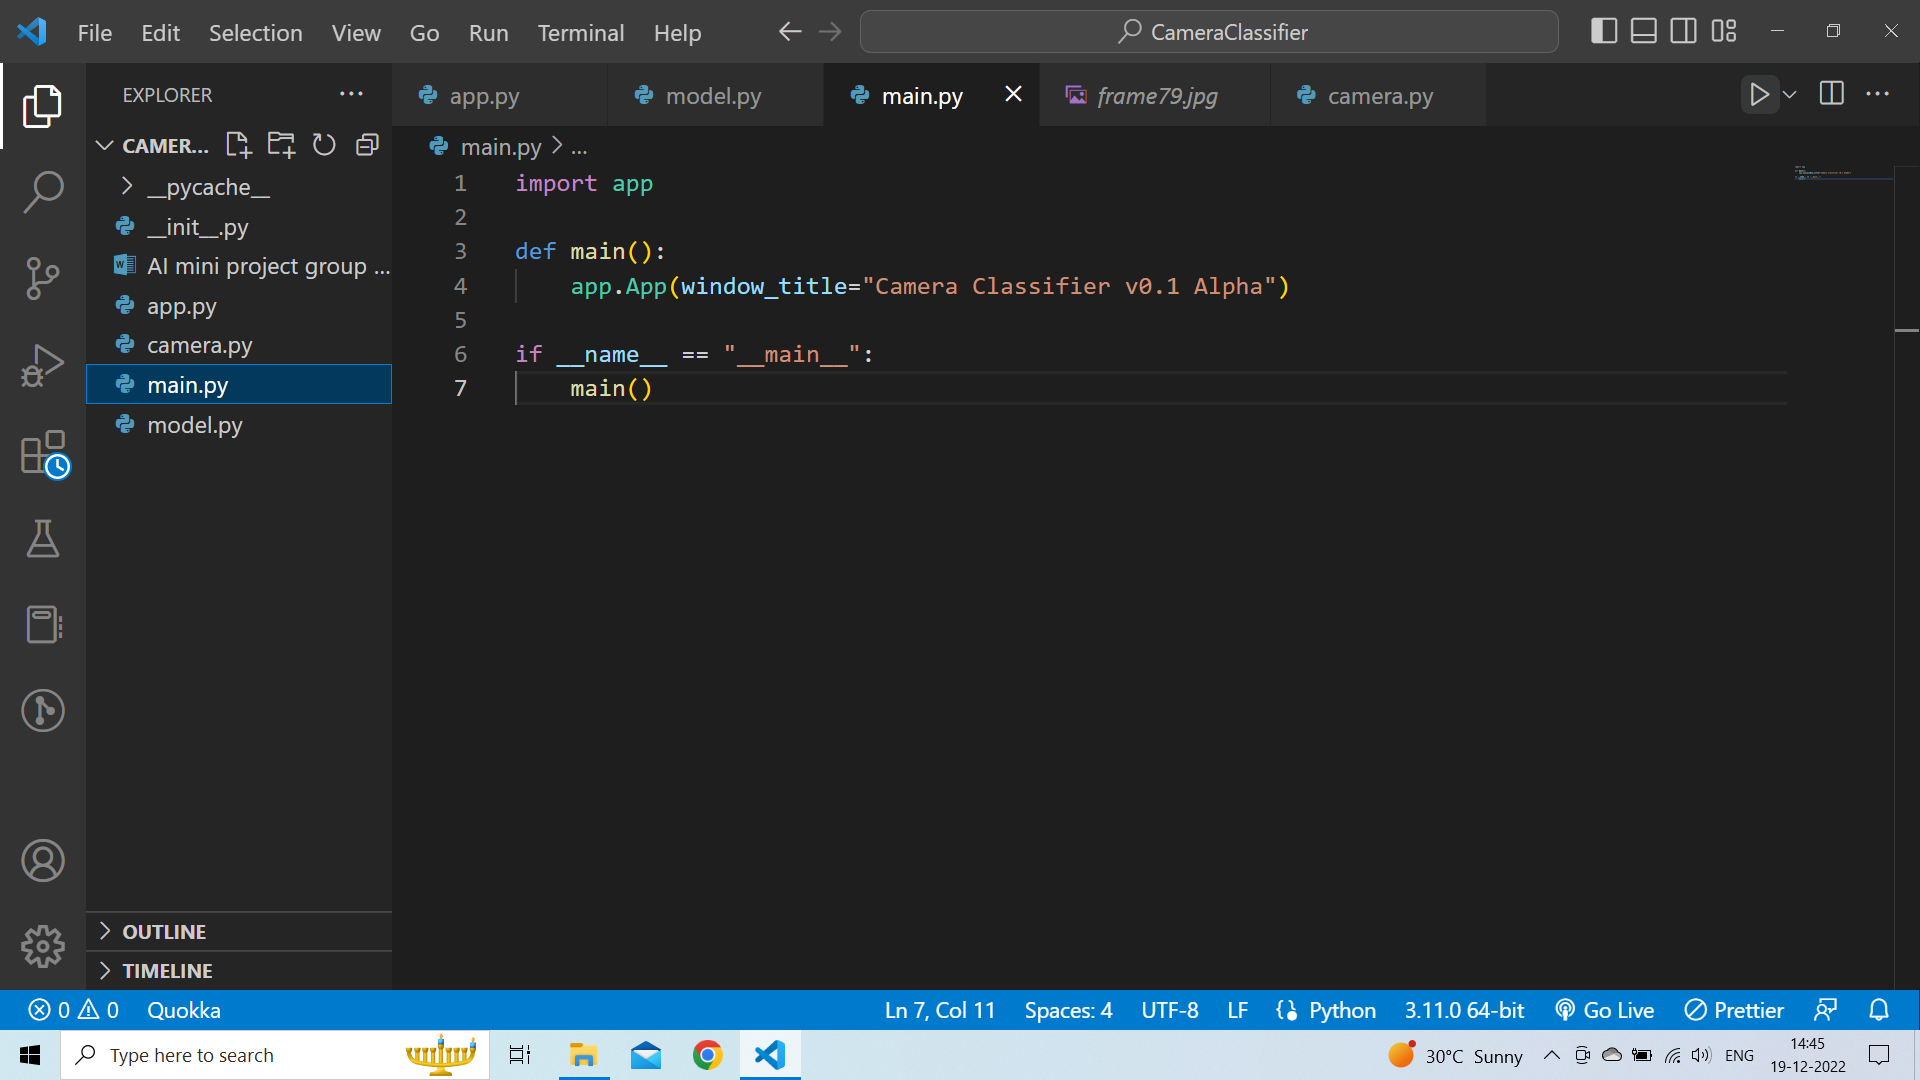 File Edit Selection View Go Run Terminal Help
CameraClassifier
EXPLORER ...
app.py
model.py
main.py
frame79.jpg
camera.py
CAMER...
__pycache__
__init__.py
AI mini project group ...
app.py
camera.py
main.py
model.py
main.py > ...
1 import app
2
3 def main():
4     app.App(window_title="Camera Classifier v0.1 Alpha")
5
6 if __name__ == "__main__":
7     main()
OUTLINE
TIMELINE
0 0 Quokka Ln 7, Col 11 Spaces: 4 UTF-8 LF {} Python 3.11.0 64-bit Go Live Prettier
Type here to search
30°C Sunny
ENG
14:45
19-12-2022